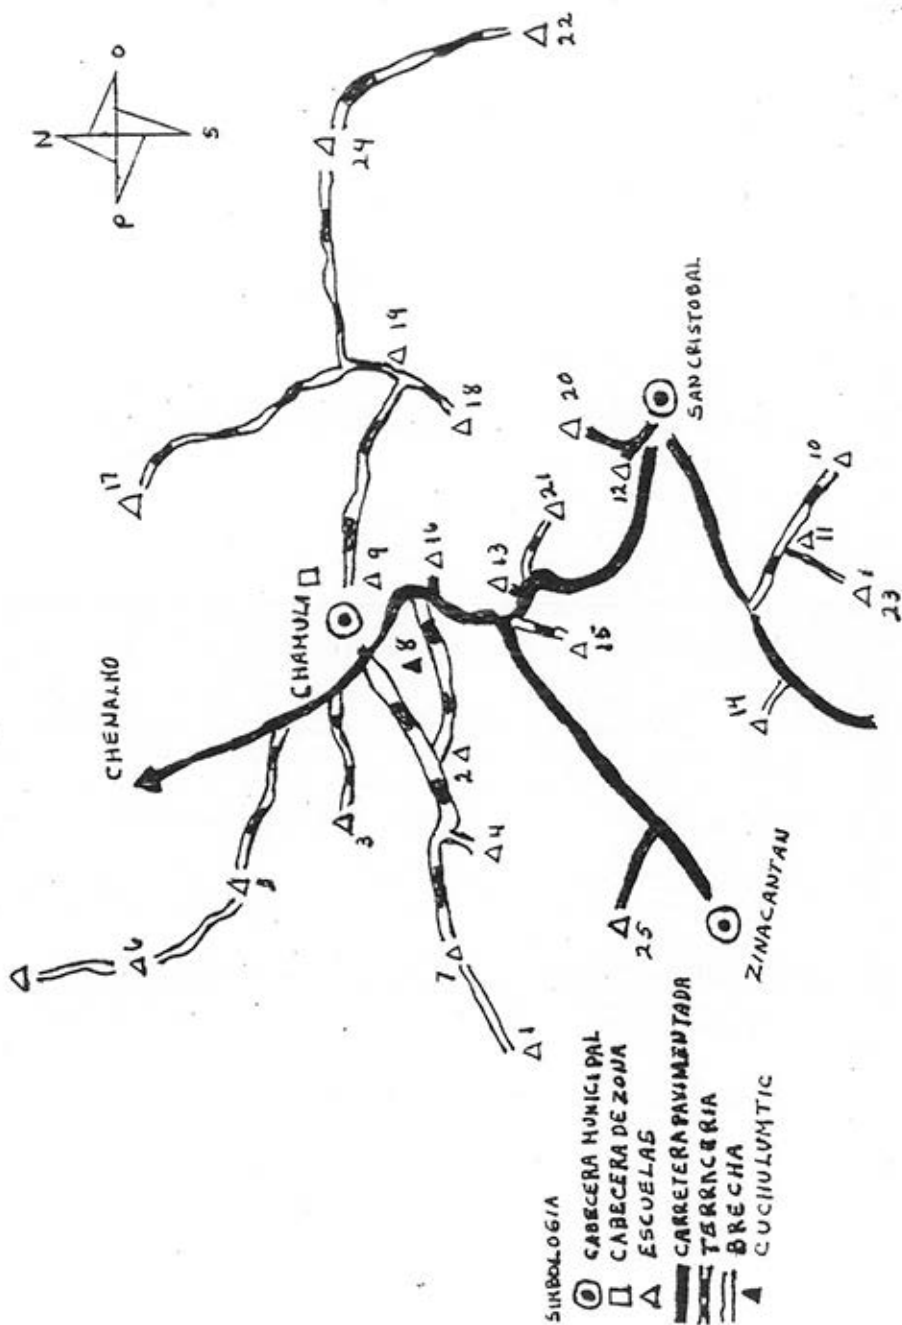 N
O
S
P
22
24
19
17
18
20
SAN CRISTOBAL
12
10
11
23
14
21
13
16
15
9
CHAMULA
8
CHENALHO
2
3
4
5
6
7
1
25
ZINACANTAN
SIMBOLOGIA
CABECERA MUNICIPAL
CABECERA DE ZONA
ESCUELAS
CARRETERA PAVIMENTADA
TERRACERIA
BRECHA
CUCHULUMTIC